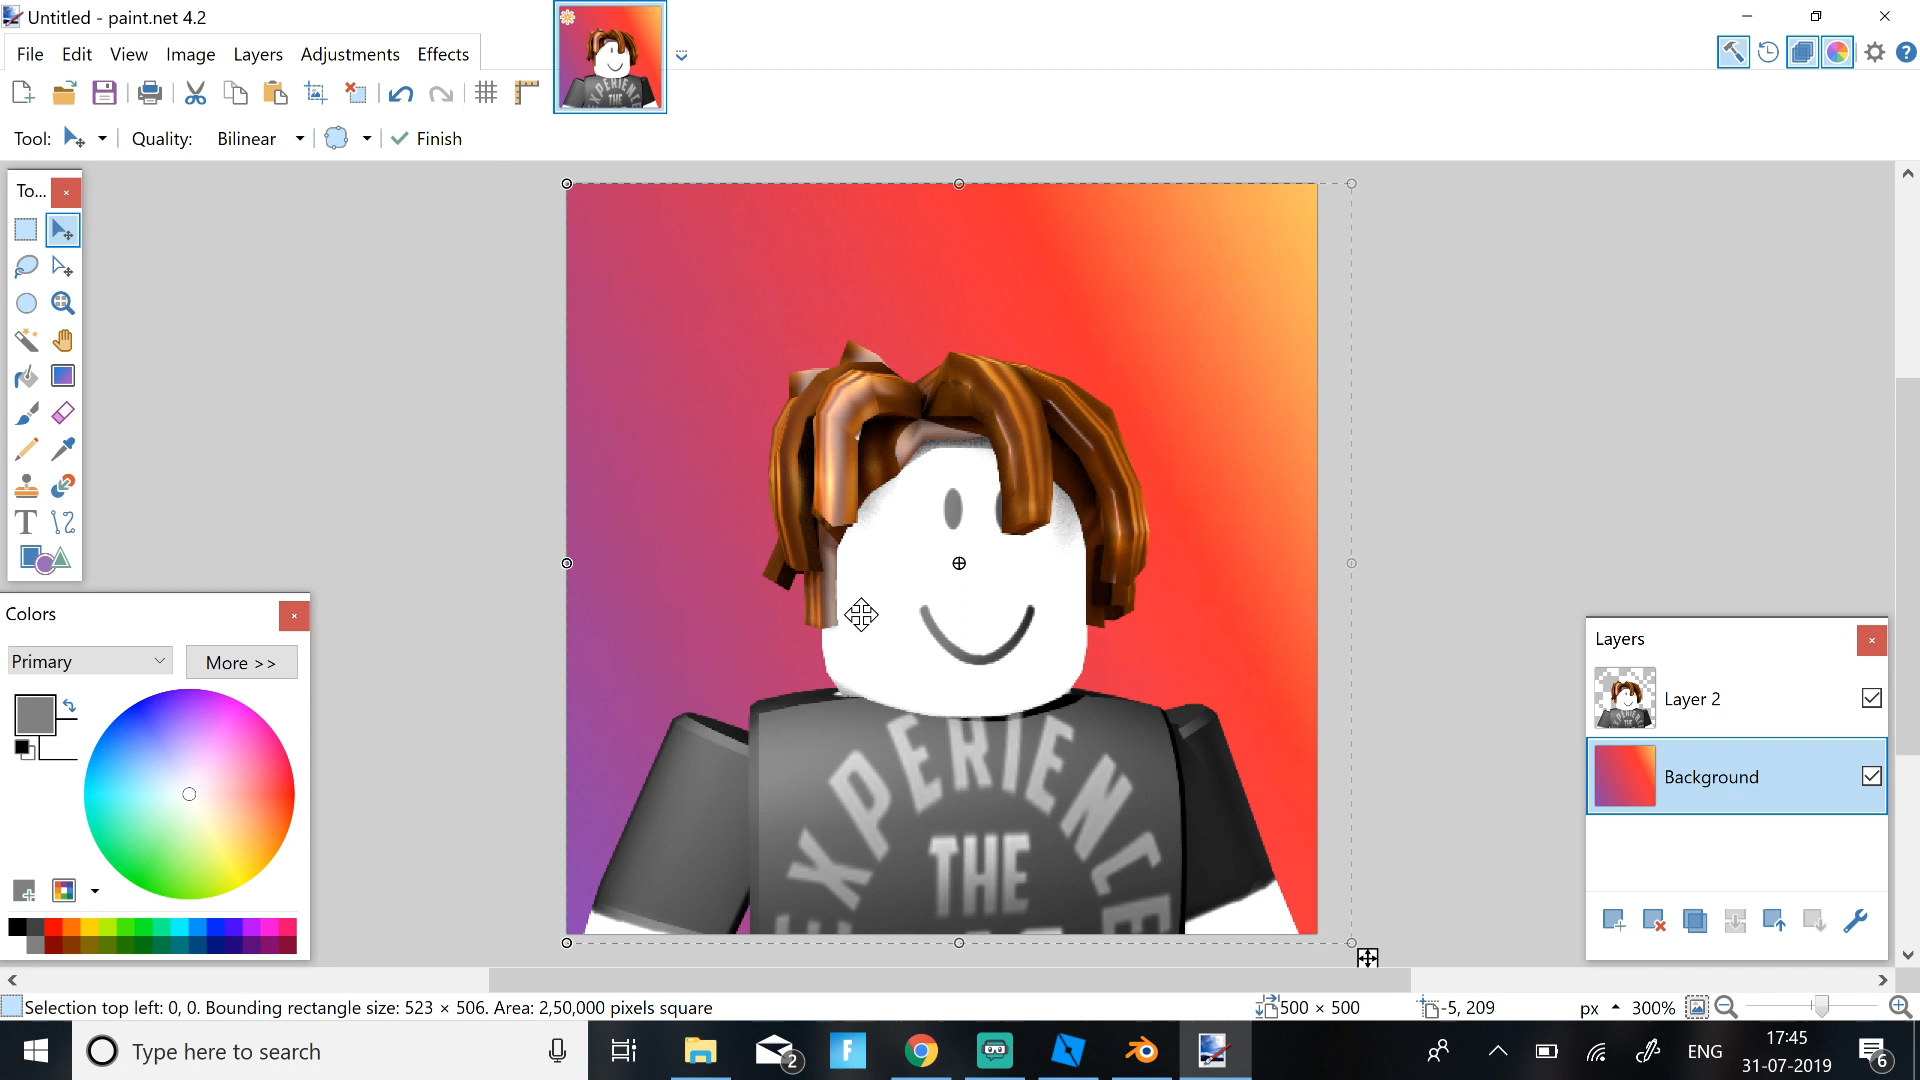 Untitled - paint.net 4.2
File Edit View Image Layers Adjustments Effects
Tool: Quality: Bilinear Finish
To...
Colors
Primary More >>
EXPERIENCE
THE
Layers
Layer 2
Background
Selection top left: 0, 0. Bounding rectangle size: 523 × 506. Area: 2,50,000 pixels square 500 × 500 -5, 209 px 300%
Type here to search 2 F ENG 17:45 6
31-07-2019